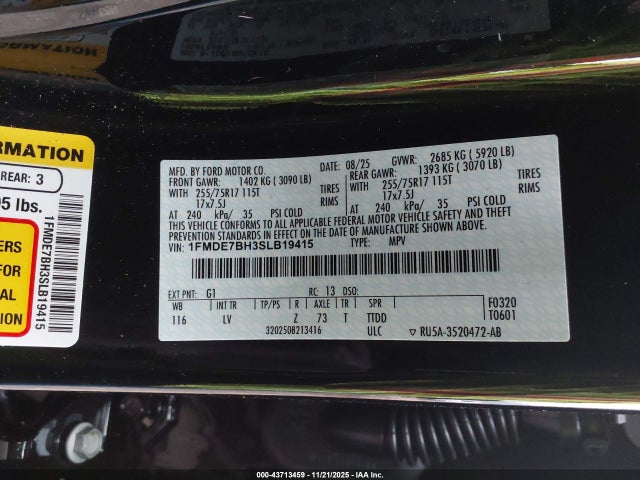 ORMATION
REAR: 3
95 lbs.
ERS
FOR
AL
1FMDE7BH3SLB19415
MFD. BY FORD MOTOR CO.
DATE: 08/25
GVWR: 2685 KG ( 5920 LB)
FRONT GAWR: 1402 KG ( 3090 LB)
REAR GAWR: 1393 KG ( 3070 LB)
WITH 255/75R17 115T TIRES
WITH 255/75R17 115T TIRES
17x7.5J RIMS
17x7.5J RIMS
AT 240 kPa/ 35 PSI COLD
AT 240 kPa/ 35 PSI COLD
THIS VEHICLE CONFORMS TO ALL APPLICABLE FEDERAL MOTOR VEHICLE SAFETY AND THEFT
PREVENTION STANDARDS IN EFFECT ON THE DATE OF MANUFACTURE SHOWN ABOVE.
VIN: 1FMDE7BH3SLB19415
TYPE: MPV
EXT PNT: G1 RC: 13 DSO:
WB INT TR TP/PS R AXLE TR SPR
116 LV Z 73 T TTDD
F0320
T0601
3202508213416
ULC
▽ RU5A-3520472-AB
000-43713459 - 11/21/2025 - IAA Inc.